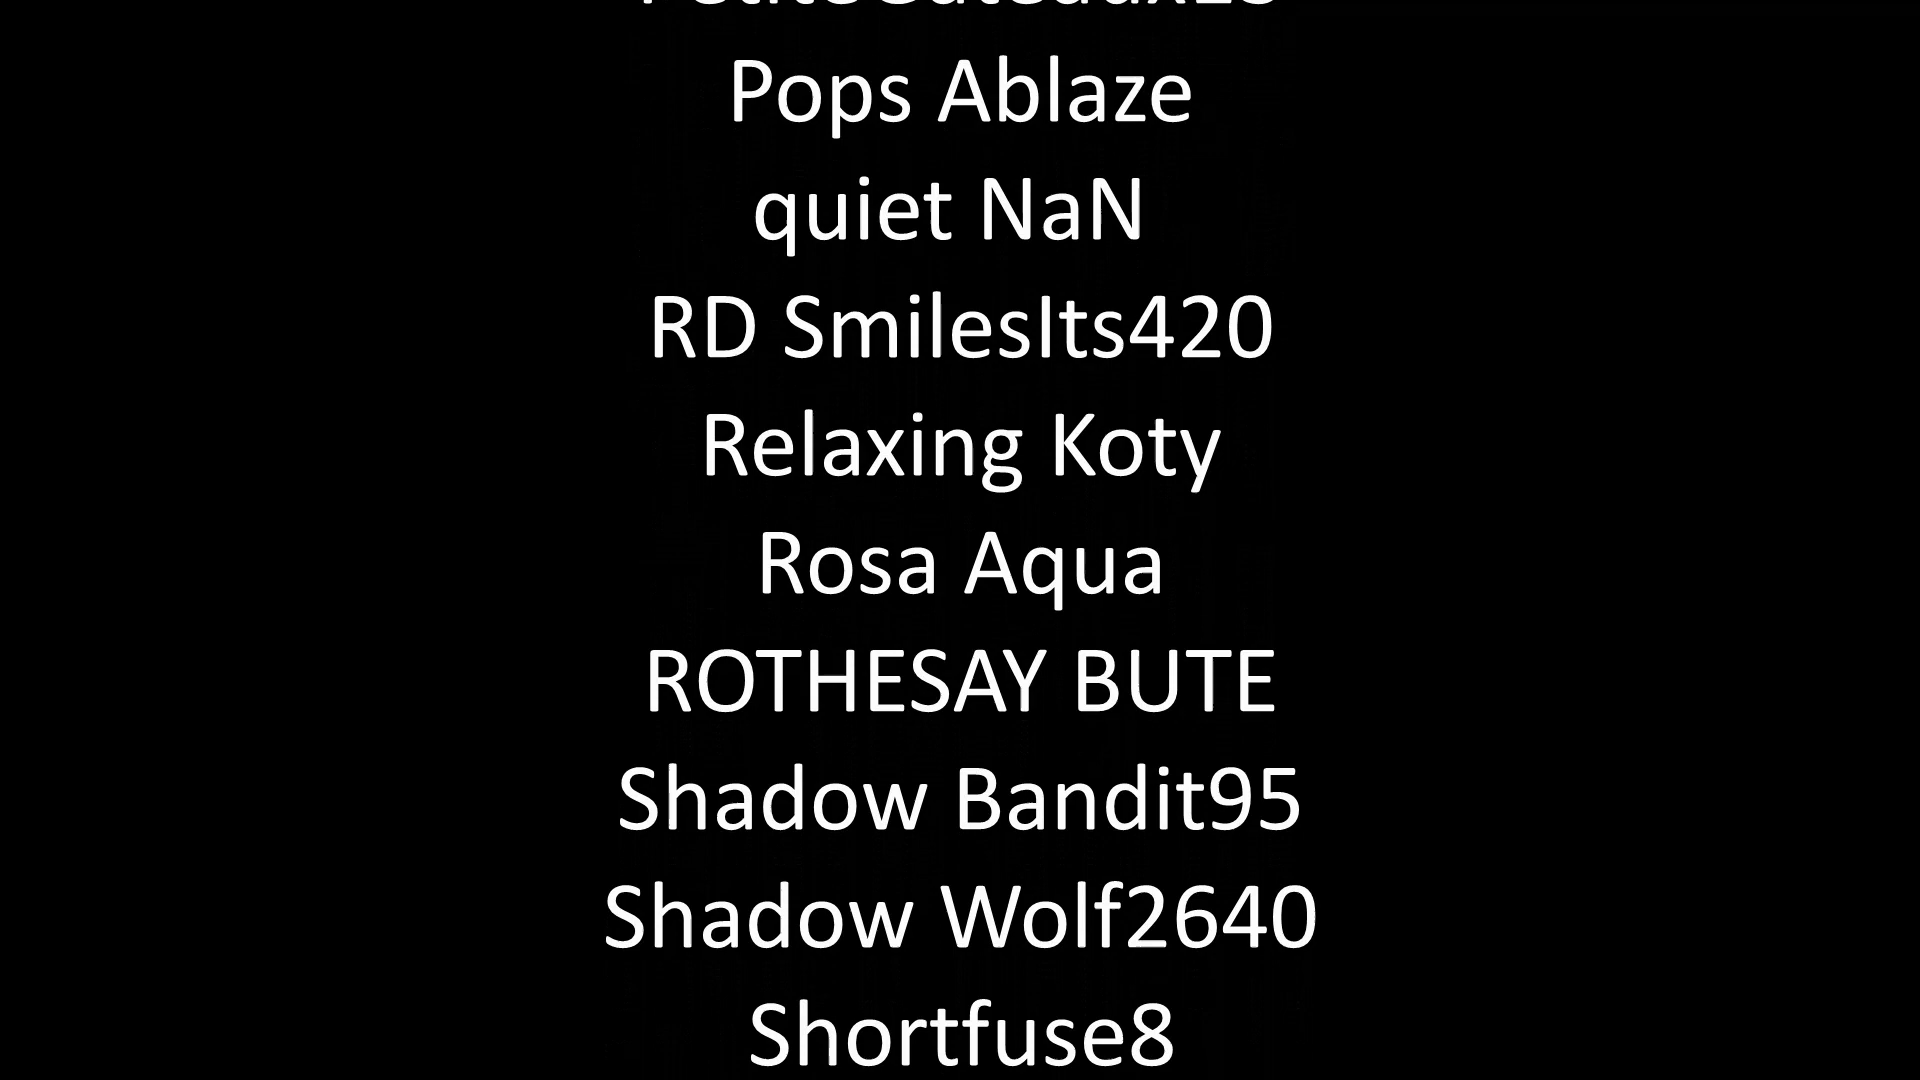 Pops Ablaze
quiet NaN
RD SmilesIts420
Relaxing Koty
Rosa Aqua
ROTHESAY BUTE
Shadow Bandit95
Shadow Wolf2640
Shortfuse8